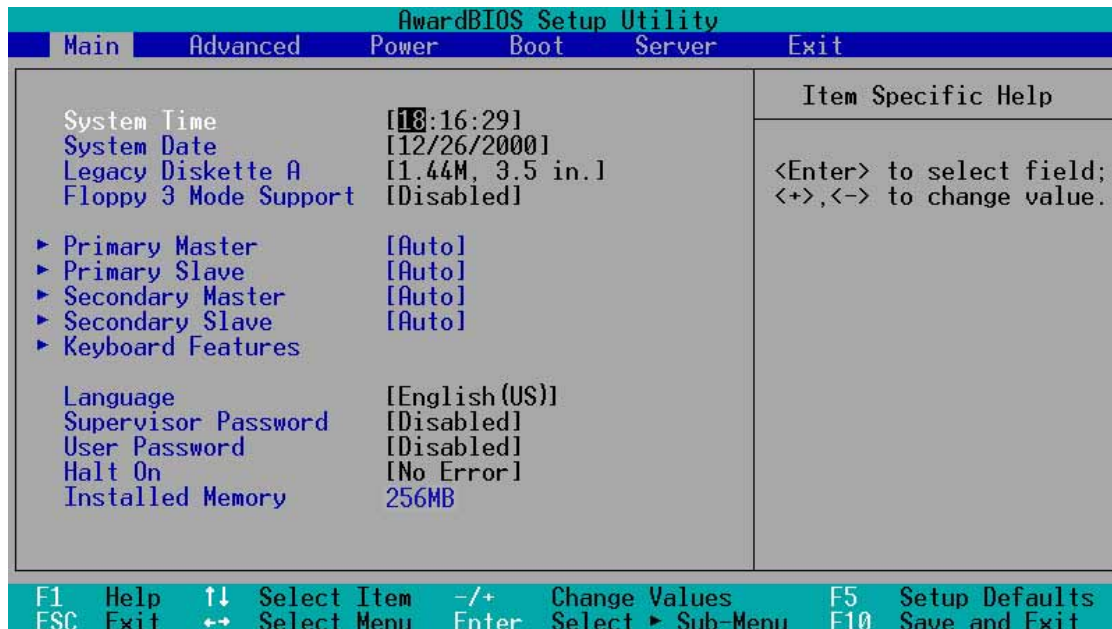 AwardBIOS Setup Utility
Main Advanced Power Boot Server Exit
System Time [18:16:29]
System Date [12/26/2000]
Legacy Diskette A [1.44M, 3.5 in.]
Floppy 3 Mode Support [Disabled]
▸ Primary Master [Auto]
▸ Primary Slave [Auto]
▸ Secondary Master [Auto]
▸ Secondary Slave [Auto]
▸ Keyboard Features
Language [English(US)]
Supervisor Password [Disabled]
User Password [Disabled]
Halt On [No Error]
Installed Memory 256MB
Item Specific Help
<Enter> to select field;
<+>,<-> to change value.
F1 Help ↑↓ Select Item -/+ Change Values F5 Setup Defaults
ESC Exit ←→ Select Menu Enter Select ▸ Sub-Menu F10 Save and Exit